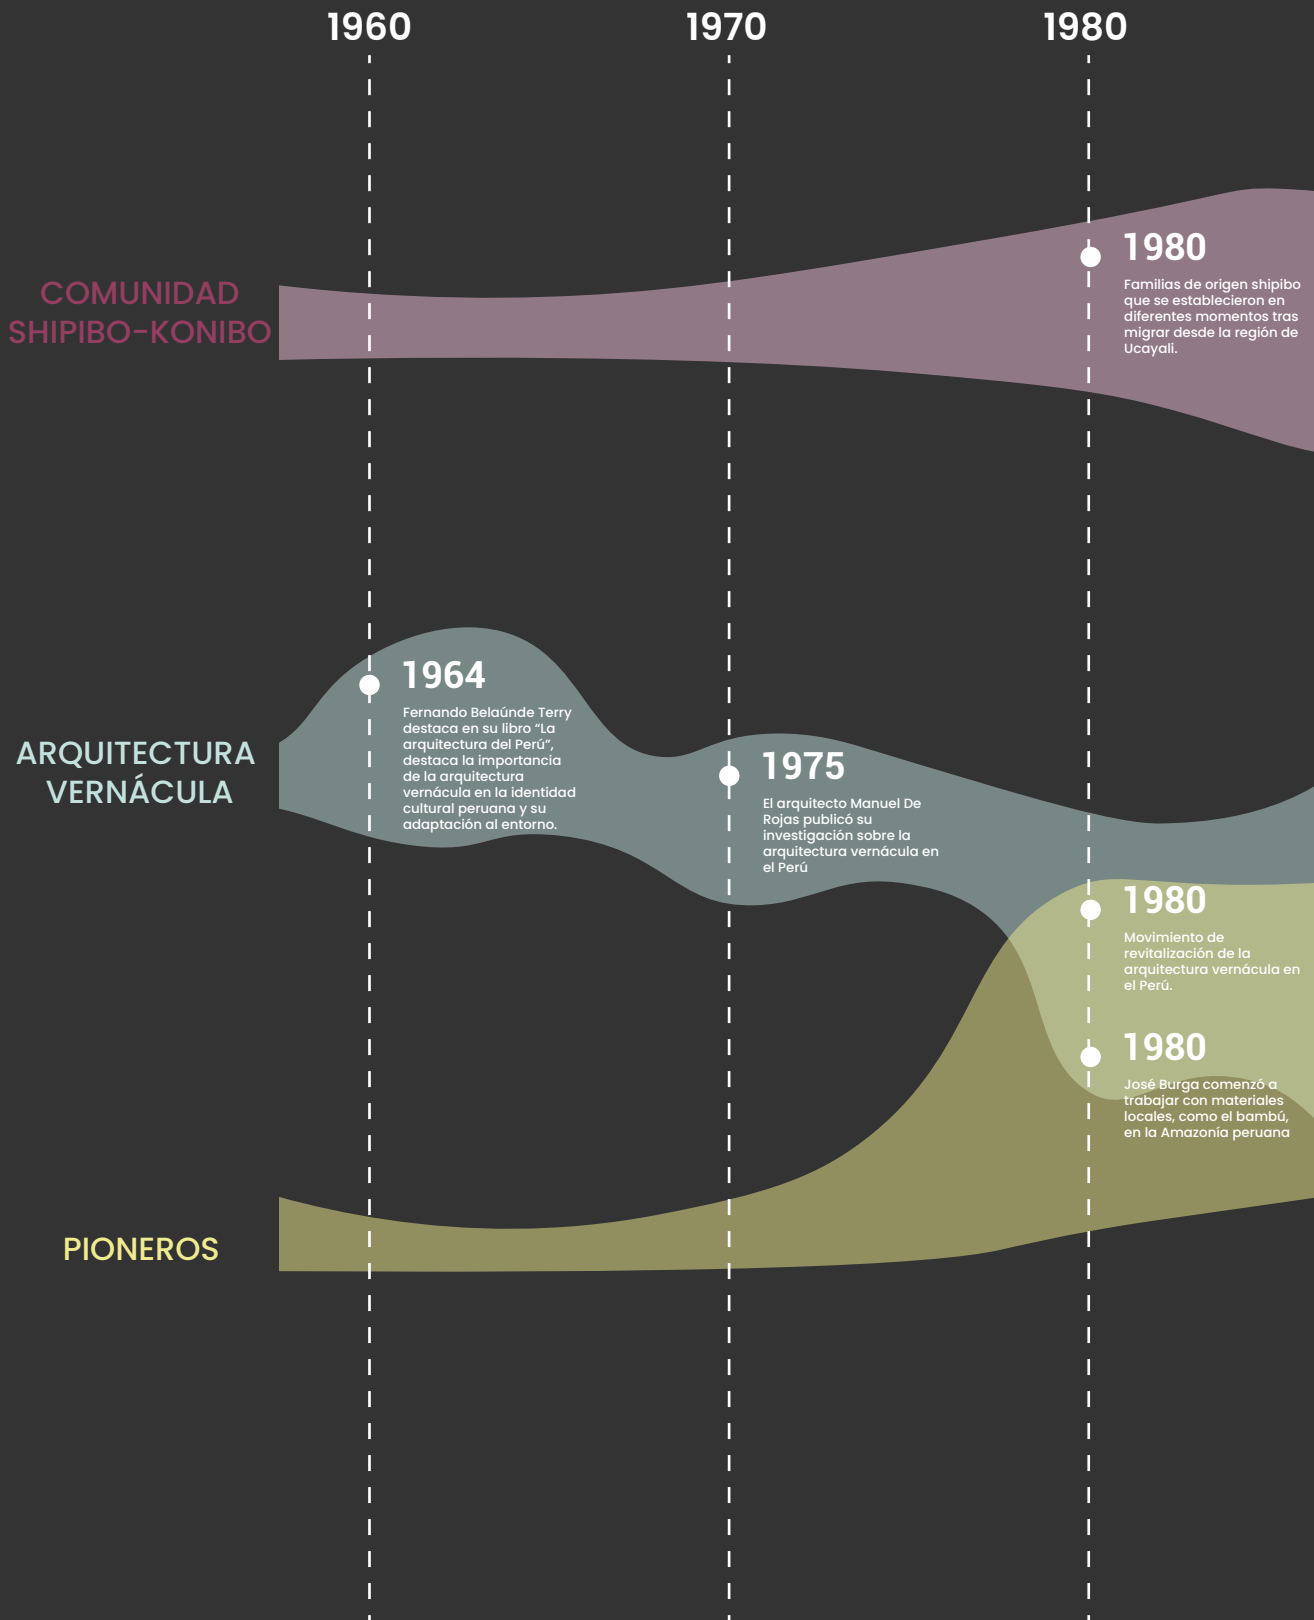 1960
1970
1980
COMUNIDAD
SHIPIBO-KONIBO
1980
Familias de origen shipibo
que se establecieron en
diferentes momentos tras
migrar desde la región de
Ucayali.
ARQUITECTURA
VERNÁCULA
1964
Fernando Belaúnde Terry
destaca en su libro “La
arquitectura del Perú”,
destaca la importancia
de la arquitectura
vernácula en la identidad
cultural peruana y su
adaptación al entorno.
1975
El arquitecto Manuel De
Rojas publicó su
investigación sobre la
arquitectura vernácula en
el Perú
1980
Movimiento de
revitalización de la
arquitectura vernácula en
el Perú.
1980
José Burga comenzó a
trabajar con materiales
locales, como el bambú,
en la Amazonía peruana
PIONEROS